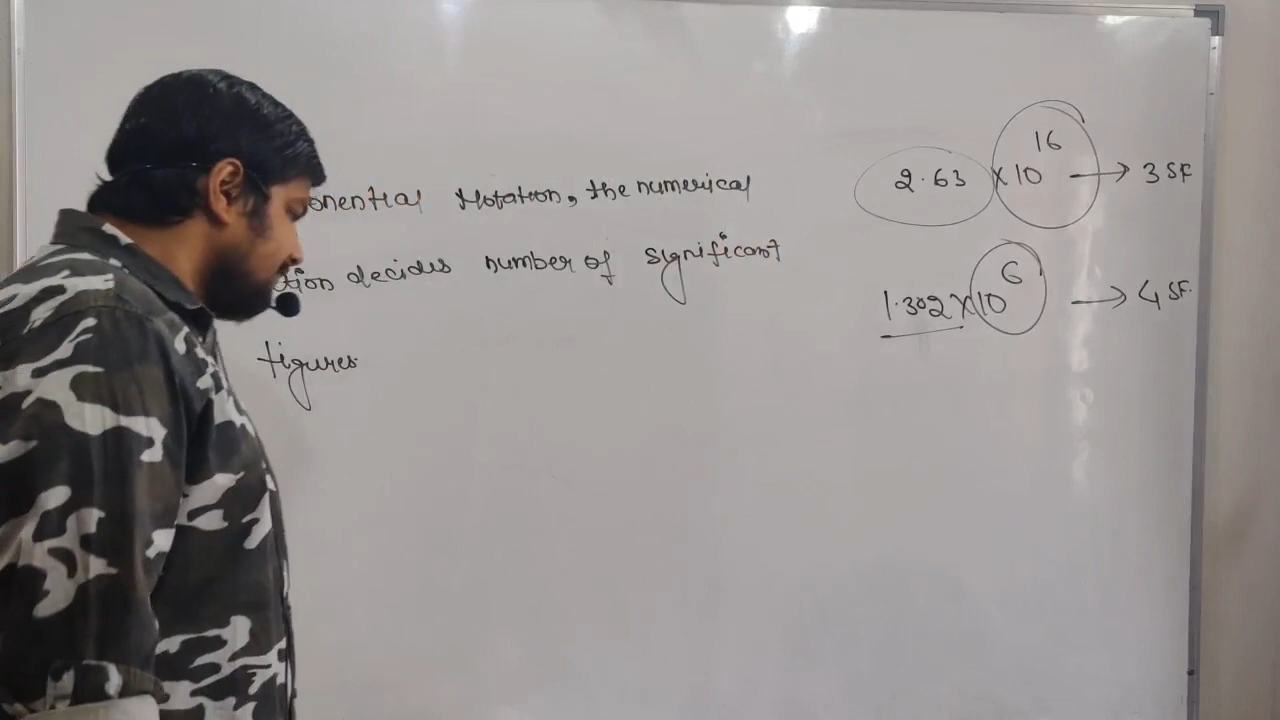 onential Notation, the numerical
tion decides number of significant
figures.
2.63 x 10^16 → 3 SF
1.302 x 10^6 → 4 SF.